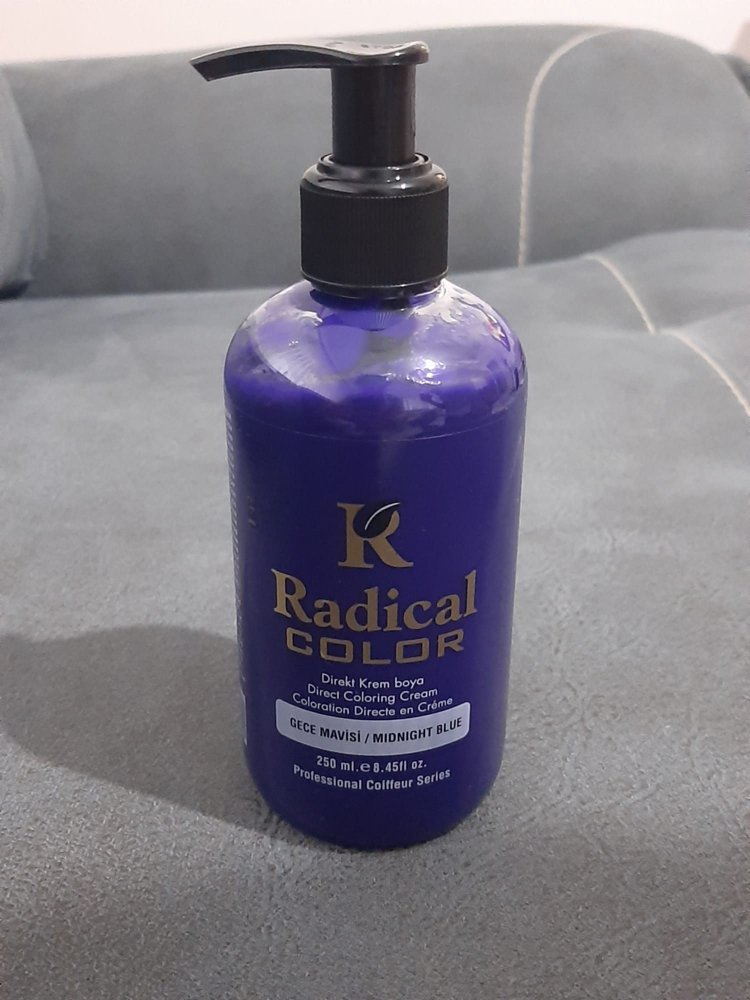 R
Radical
COLOR
Direkt Krem boya
Direct Coloring Cream
Coloration Directe en Créme
GECE MAVİSİ / MIDNIGHT BLUE
250 ml.e 8.45fl oz.
Professional Coiffeur Series